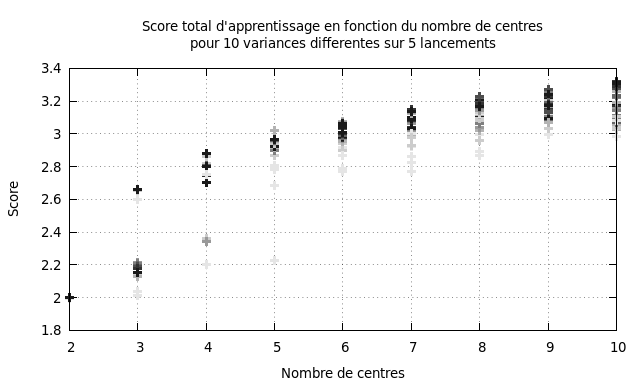 Score total d'apprentissage en fonction du nombre de centres
pour 10 variances differentes sur 5 lancements
3.4
3.2
3
2.8
2.6
2.4
2.2
2
1.8
Score
2 3 4 5 6 7 8 9 10
Nombre de centres